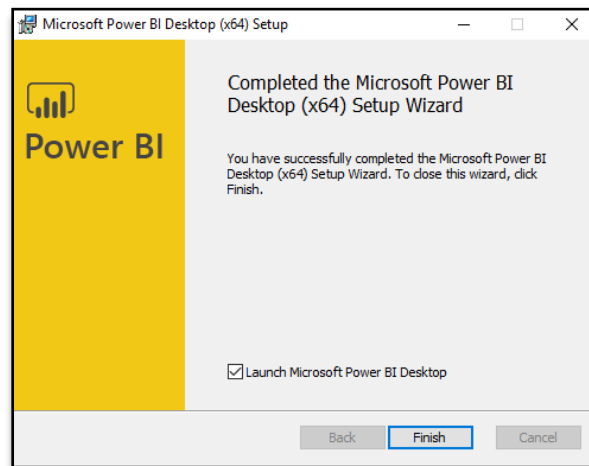 Microsoft Power BI Desktop (x64) Setup
Power BI
Completed the Microsoft Power BI
Desktop (x64) Setup Wizard
You have successfully completed the Microsoft Power BI
Desktop (x64) Setup Wizard. To close this wizard, click
Finish.
Launch Microsoft Power BI Desktop
Back Finish Cancel